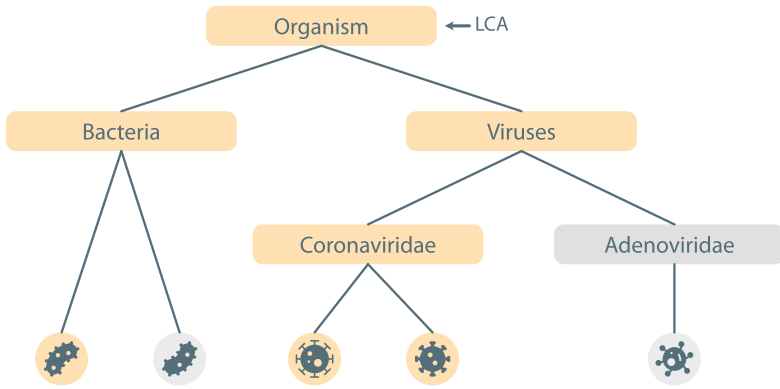 Organism
LCA
Bacteria
Viruses
Coronaviridae
Adenoviridae